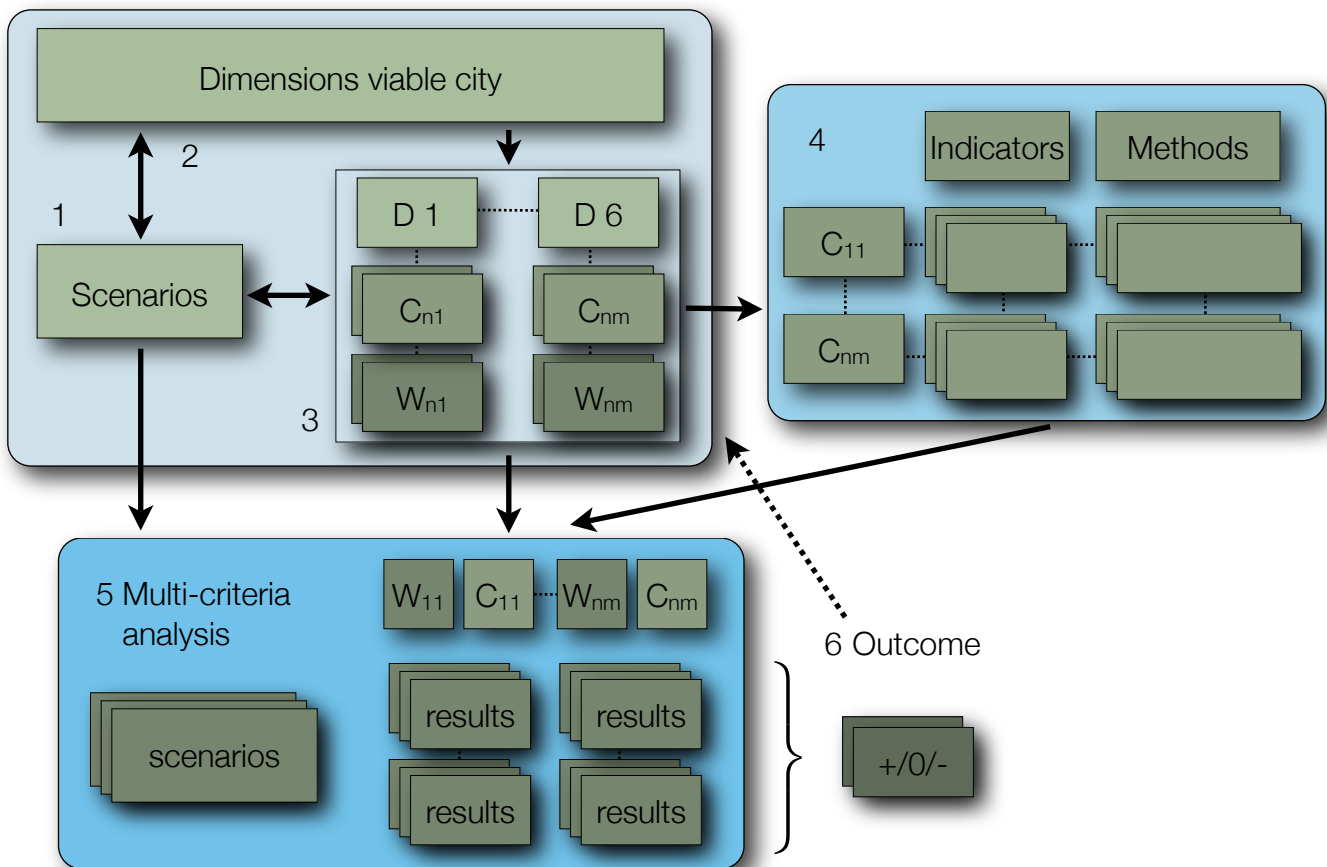 Dimensions viable city
2
1
Scenarios
D 1
D 6
Cn1
Cnm
Wn1
Wnm
3
4
Indicators
Methods
C11
Cnm
5 Multi-criteria
analysis
W11
C11
Wnm
Cnm
scenarios
results
results
results
results
6 Outcome
+/0/-